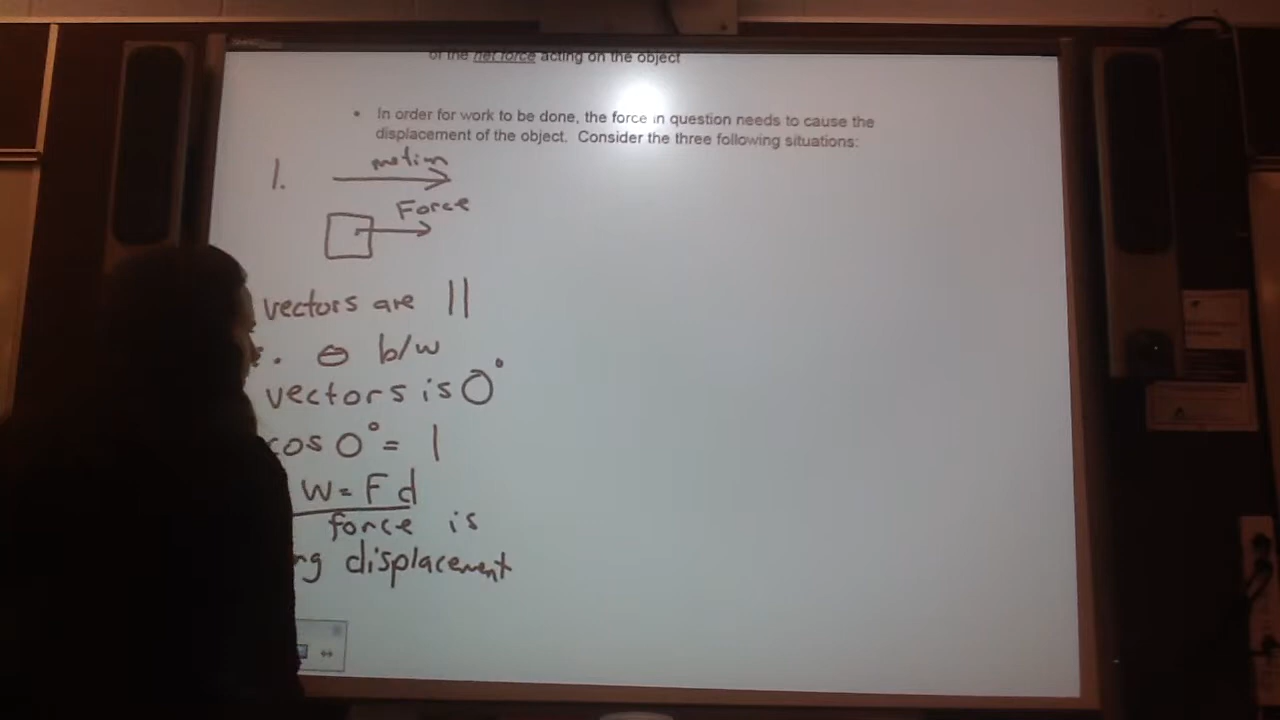 of the net force acting on the object
• In order for work to be done, the force in question needs to cause the
displacement of the object. Consider the three following situations:
1.
motion
Force
vectors are ||
θ b/w
vectors is 0°
cos 0° = 1
W = Fd
force is
displacement